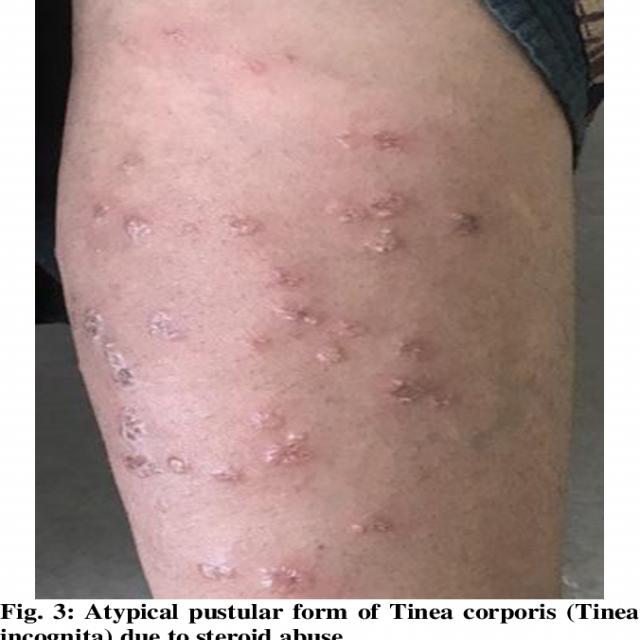 Fig. 3: Atypical pustular form of Tinea corporis (Tinea
incognita) due to steroid abuse